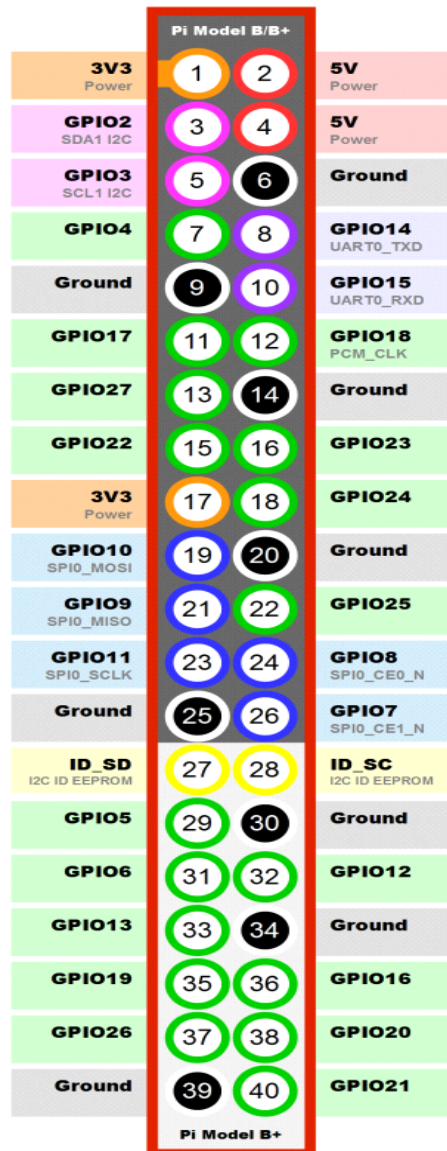 Pi Model B/B+
3V3 1 2 5V
Power Power
GPIO2 3 4 5V
SDA1 I2C Power
GPIO3 5 6 Ground
SCL1 I2C
GPIO4 7 8 GPIO14
UART0_TXD
Ground 9 10 GPIO15
UART0_RXD
GPIO17 11 12 GPIO18
PCM_CLK
GPIO27 13 14 Ground
GPIO22 15 16 GPIO23
3V3 17 18 GPIO24
Power
GPIO10 19 20 Ground
SPI0_MOSI
GPIO9 21 22 GPIO25
SPI0_MISO
GPIO11 23 24 GPIO8
SPI0_SCLK SPI0_CE0_N
Ground 25 26 GPIO7
SPI0_CE1_N
ID_SD 27 28 ID_SC
I2C ID EEPROM I2C ID EEPROM
GPIO5 29 30 Ground
GPIO6 31 32 GPIO12
GPIO13 33 34 Ground
GPIO19 35 36 GPIO16
GPIO26 37 38 GPIO20
Ground 39 40 GPIO21
Pi Model B+